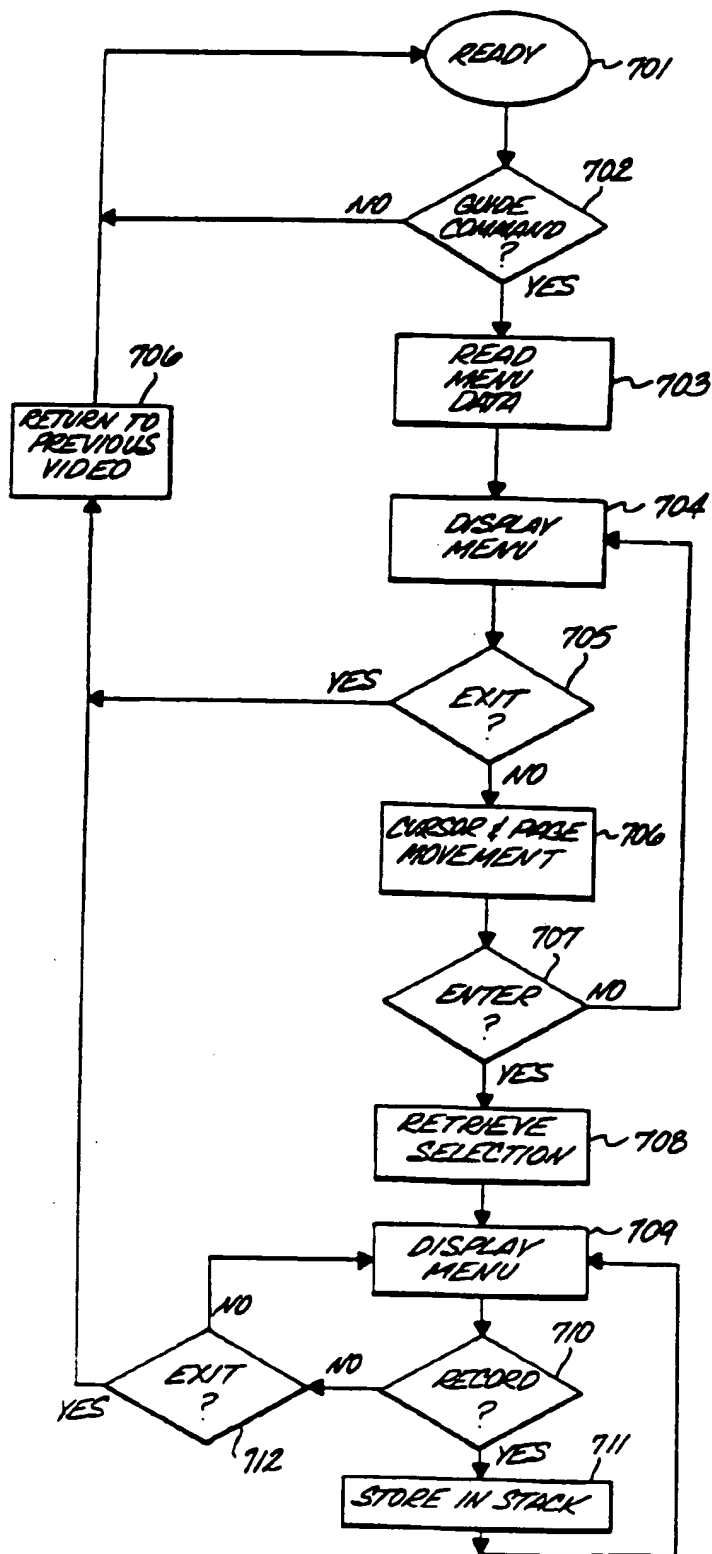 READY
701
702
GUIDE
COMMAND
?
NO
YES
READ
MENU
DATA
703
706
RETURN TO
PREVIOUS
VIDEO
704
DISPLAY
MENU
705
YES
EXIT
?
NO
CURSOR & PAGE
MOVEMENT
706
707
ENTER
?
NO
YES
RETRIEVE
SELECTION
708
709
DISPLAY
MENU
NO
710
EXIT
?
NO
RECORD
?
YES
712
YES
711
STORE IN STACK